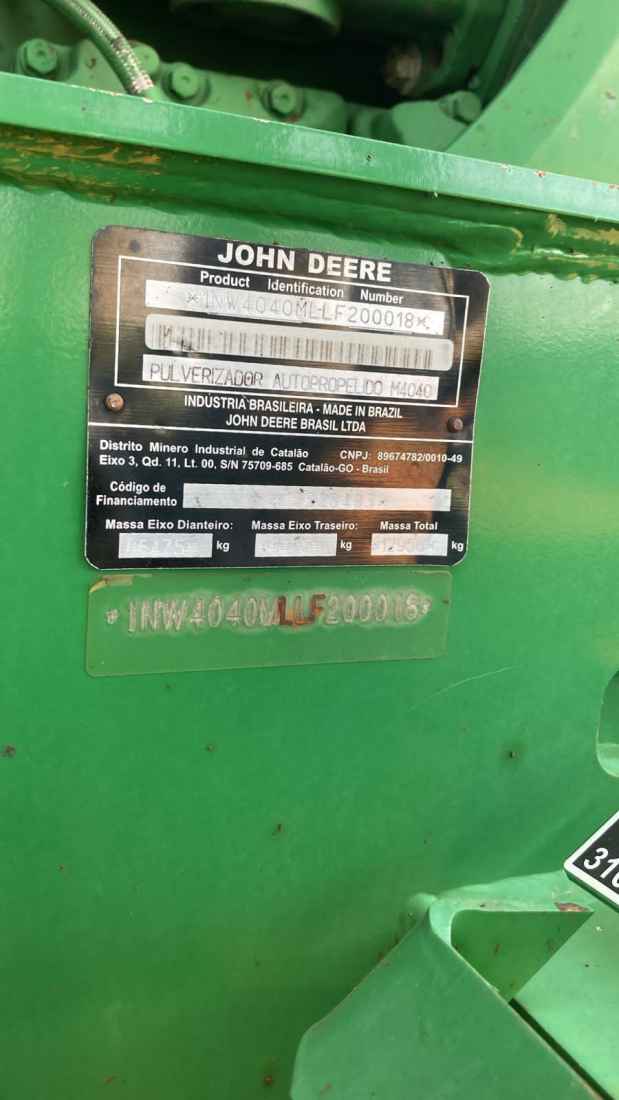 JOHN DEERE
Product Identification Number
*1NW4040MLLF200018*
PULVERIZADOR AUTOPROPELIDO M4040
INDÚSTRIA BRASILEIRA - MADE IN BRAZIL
JOHN DEERE BRASIL LTDA
Distrito Minero Industrial de Catalão CNPJ: 89674782/0010-49
Eixo 3, Qd. 11, Lt. 00, S/N 75709-685 Catalão-GO - Brasil
Código de
Financiamento
Massa Eixo Dianteiro: Massa Eixo Traseiro: Massa Total
kg kg kg
*1NW4040MLLF200018*